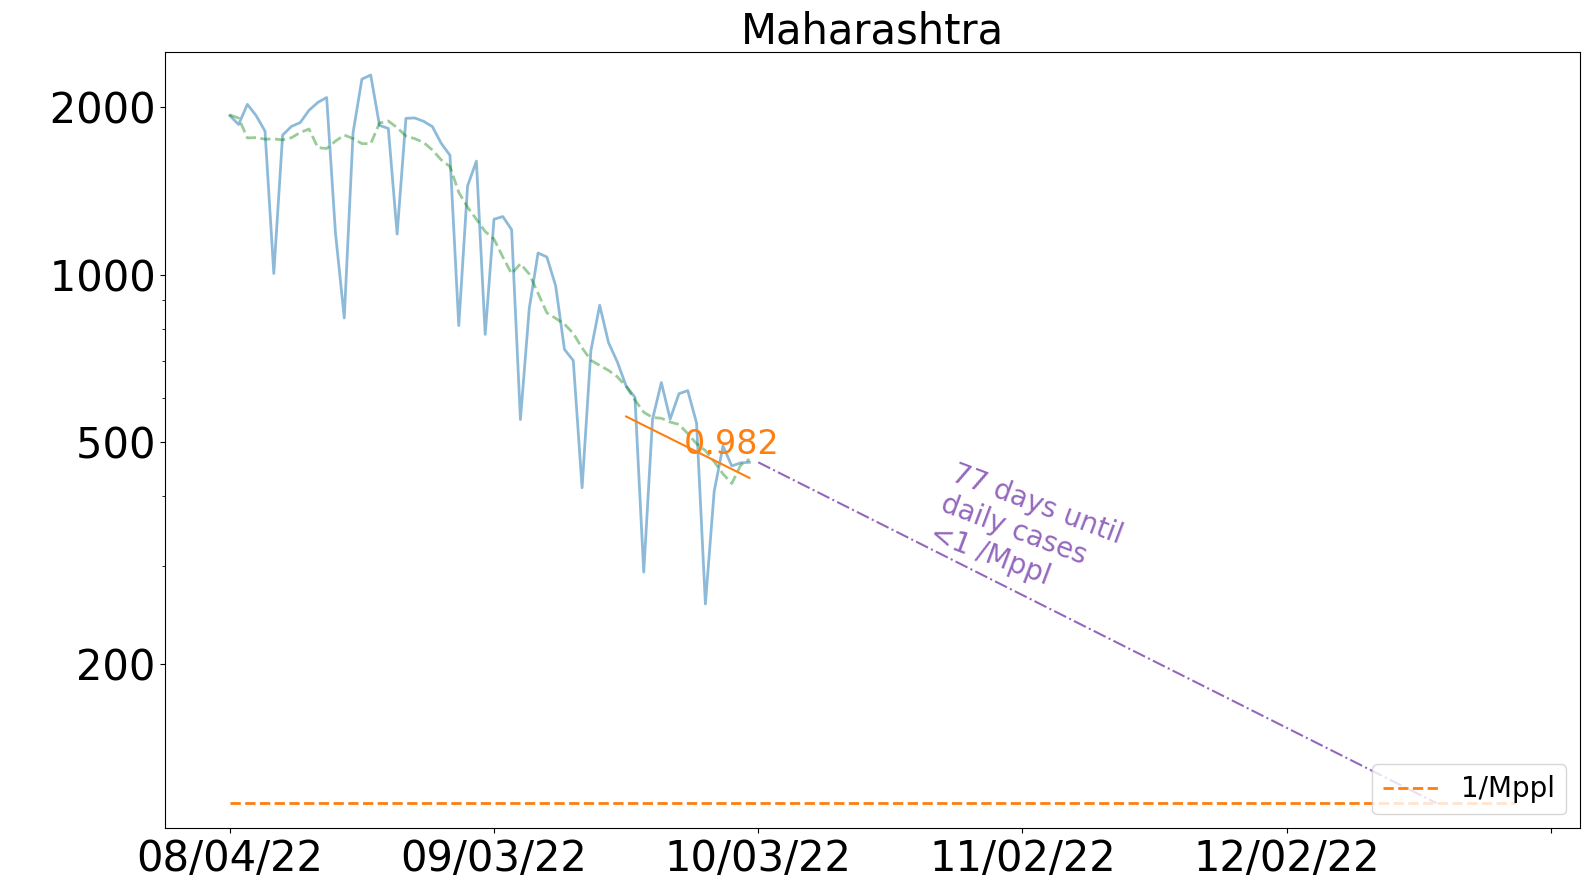 Maharashtra
2000
1000
500
200
0.982
77 days until
daily cases
<1 /Mppl
1/Mppl
08/04/22
09/03/22
10/03/22
11/02/22
12/02/22